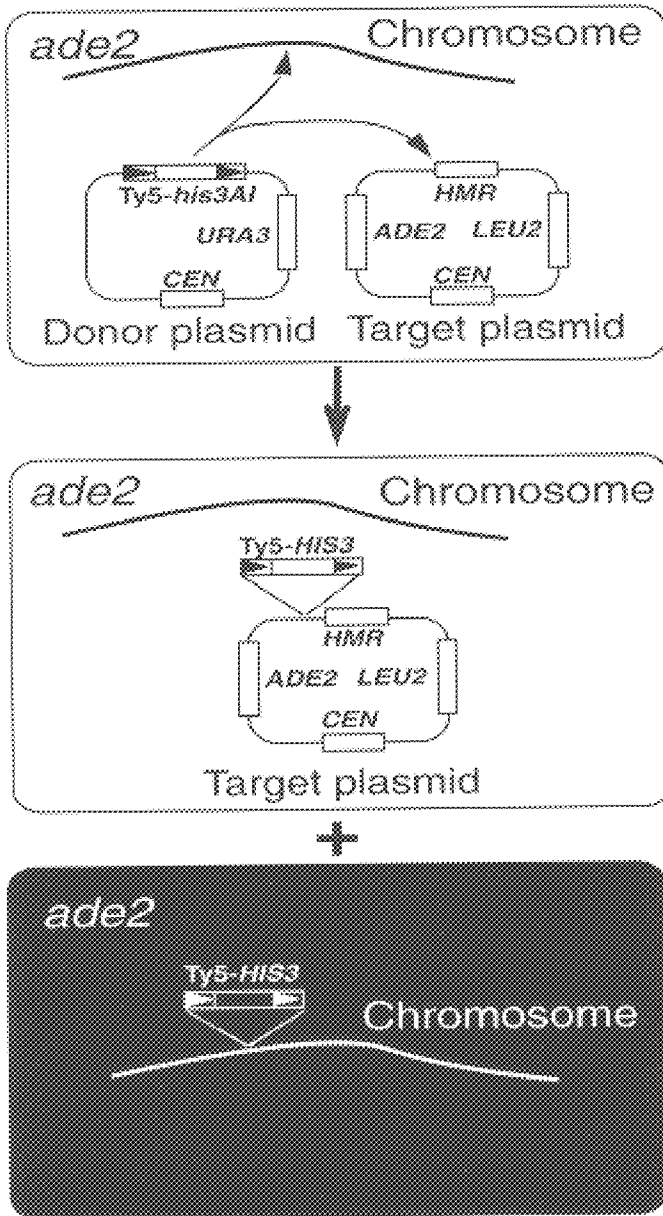 ade2 Chromosome
Ty5-his3AI
HMR
URA3
ADE2 LEU2
CEN
CEN
Donor plasmid
Target plasmid
ade2 Chromosome
Ty5-HIS3
HMR
ADE2 LEU2
CEN
Target plasmid
+
ade2
Ty5-HIS3
Chromosome